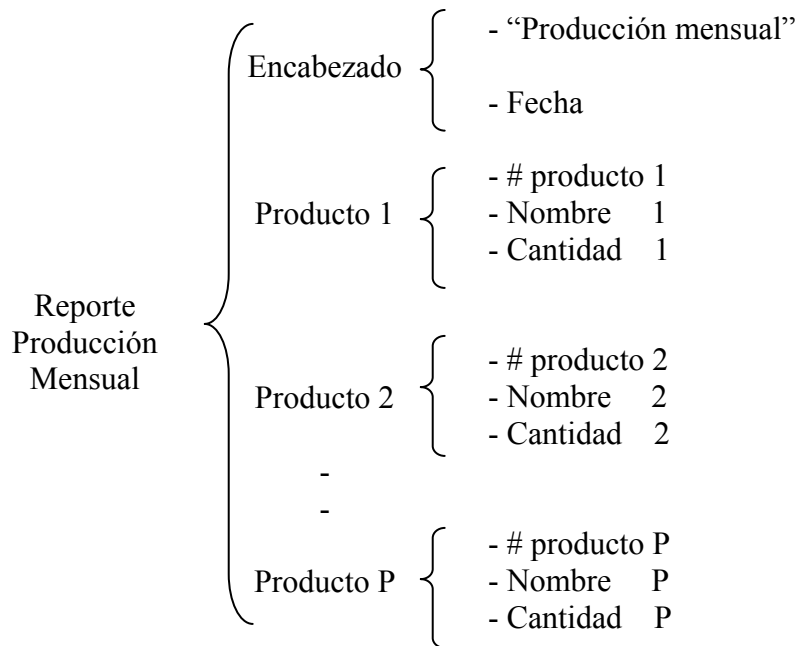 Reporte
Producción
Mensual
Encabezado
- “Producción mensual”
- Fecha
Producto 1
- # producto 1
- Nombre 1
- Cantidad 1
Producto 2
- # producto 2
- Nombre 2
- Cantidad 2
-
-
Producto P
- # producto P
- Nombre P
- Cantidad P